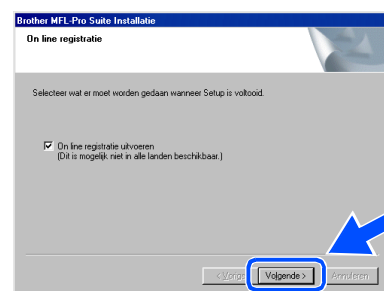 Brother MFL-Pro Suite Installatie
On line registratie
Selecteer wat er moet worden gedaan wanneer Setup is voltooid.
On line registratie uitvoeren
(Dit is mogelijk niet in alle landen beschikbaar.)
< Vorige Volgende > Annuleren